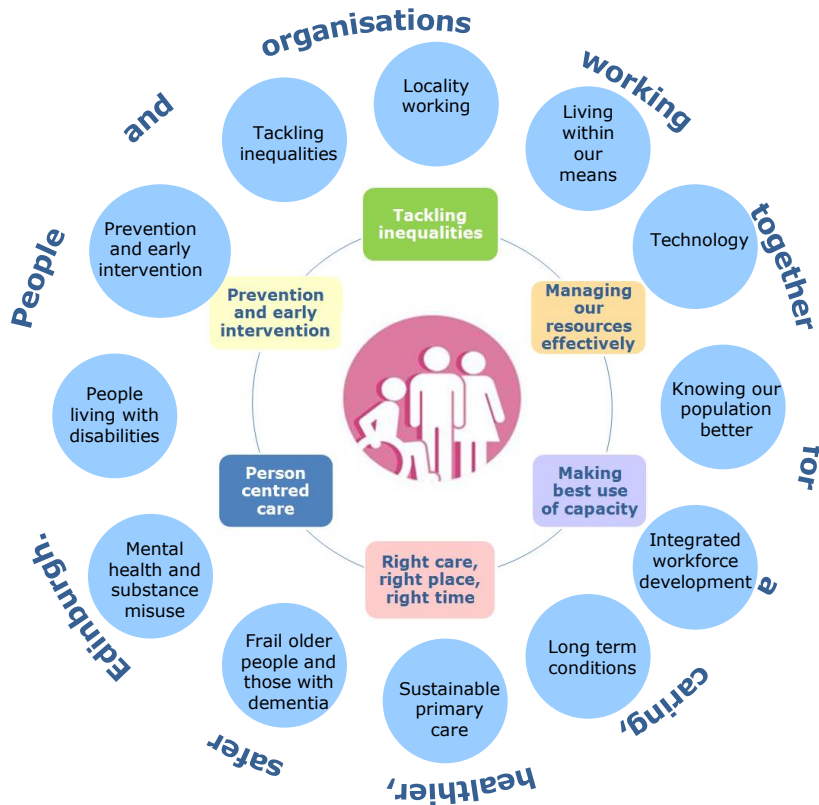 People
and
organisations
working
together
for
a
caring,
healthier,
safer
Edinburgh.
Locality
working
Living
within
our
means
Technology
Knowing our
population
better
Integrated
workforce
development
Long term
conditions
Sustainable
primary
care
Frail older
people and
those with
dementia
Mental
health and
substance
misuse
People
living with
disabilities
Prevention
and early
intervention
Tackling
inequalities
Tackling
inequalities
Managing
our
resources
effectively
Making
best use
of capacity
Right care,
right place,
right time
Person
centred
care
Prevention
and early
intervention